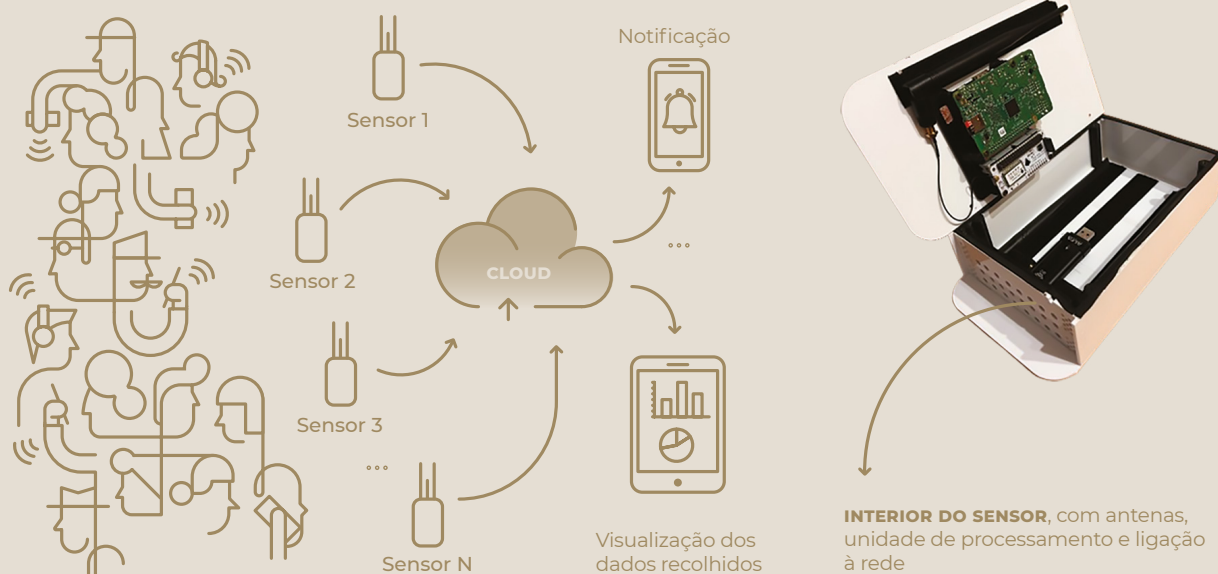 Notificação
Sensor 1
Sensor 2
CLOUD
Sensor 3
Sensor N
Visualização dos
dados recolhidos
INTERIOR DO SENSOR, com antenas,
unidade de processamento e ligação
à rede